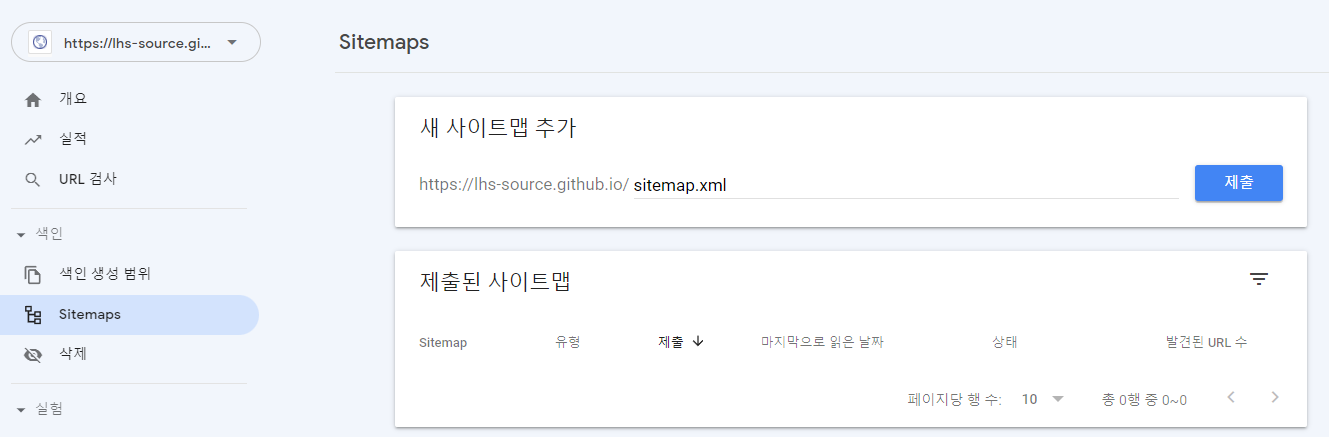 https://lhs-source.gi...
개요
실적
URL 검사
색인
색인 생성 범위
Sitemaps
삭제
실험
Sitemaps
새 사이트맵 추가
https://lhs-source.github.io/ sitemap.xml
제출
제출된 사이트맵
Sitemap 유형 제출 마지막으로 읽은 날짜 상태 발견된 URL 수
페이지당 행 수: 10 총 0행 중 0~0